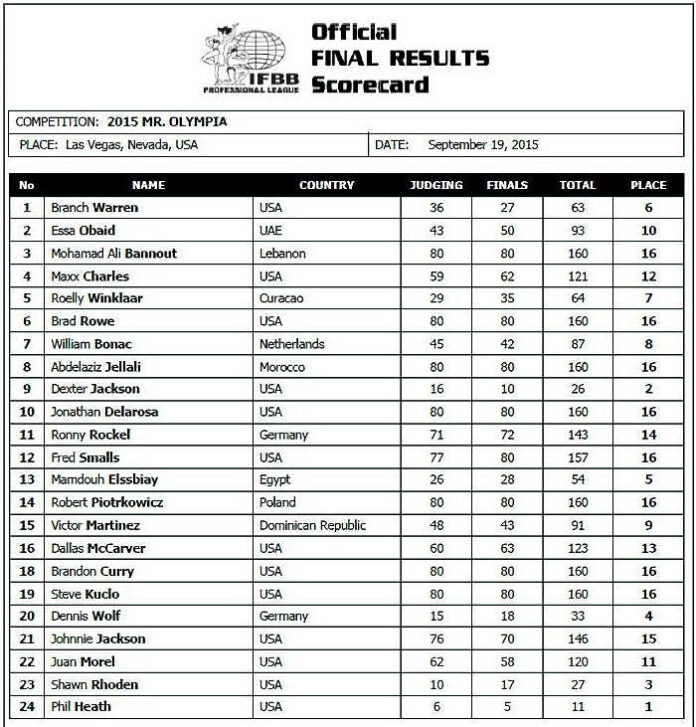 Official
FINAL RESULTS
Scorecard
IFBB
PROFESSIONAL LEAGUE
COMPETITION: 2015 MR. OLYMPIA
PLACE: Las Vegas, Nevada, USA DATE: September 19, 2015
No NAME COUNTRY JUDGING FINALS TOTAL PLACE
1 Branch Warren USA 36 27 63 6
2 Essa Obaid UAE 43 50 93 10
3 Mohamad Ali Bannout Lebanon 80 80 160 16
4 Maxx Charles USA 59 62 121 12
5 Roelly Winklaar Curacao 29 35 64 7
6 Brad Rowe USA 80 80 160 16
7 William Bonac Netherlands 45 42 87 8
8 Abdelaziz Jellali Morocco 80 80 160 16
9 Dexter Jackson USA 16 10 26 2
10 Jonathan Delarosa USA 80 80 160 16
11 Ronny Rockel Germany 71 72 143 14
12 Fred Smalls USA 77 80 157 16
13 Mamdouh Elssbiay Egypt 26 28 54 5
14 Robert Piotrkowicz Poland 80 80 160 16
15 Victor Martinez Dominican Republic 48 43 91 9
16 Dallas McCarver USA 60 63 123 13
18 Brandon Curry USA 80 80 160 16
19 Steve Kuclo USA 80 80 160 16
20 Dennis Wolf Germany 15 18 33 4
21 Johnnie Jackson USA 76 70 146 15
22 Juan Morel USA 62 58 120 11
23 Shawn Rhoden USA 10 17 27 3
24 Phil Heath USA 6 5 11 1